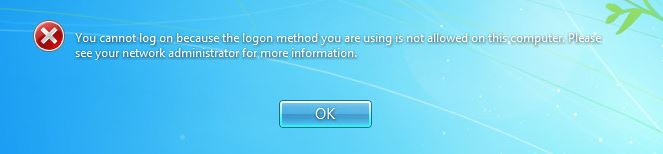 You cannot log on because the logon method you are using is not allowed on this computer. Please
see your network administrator for more information.
OK